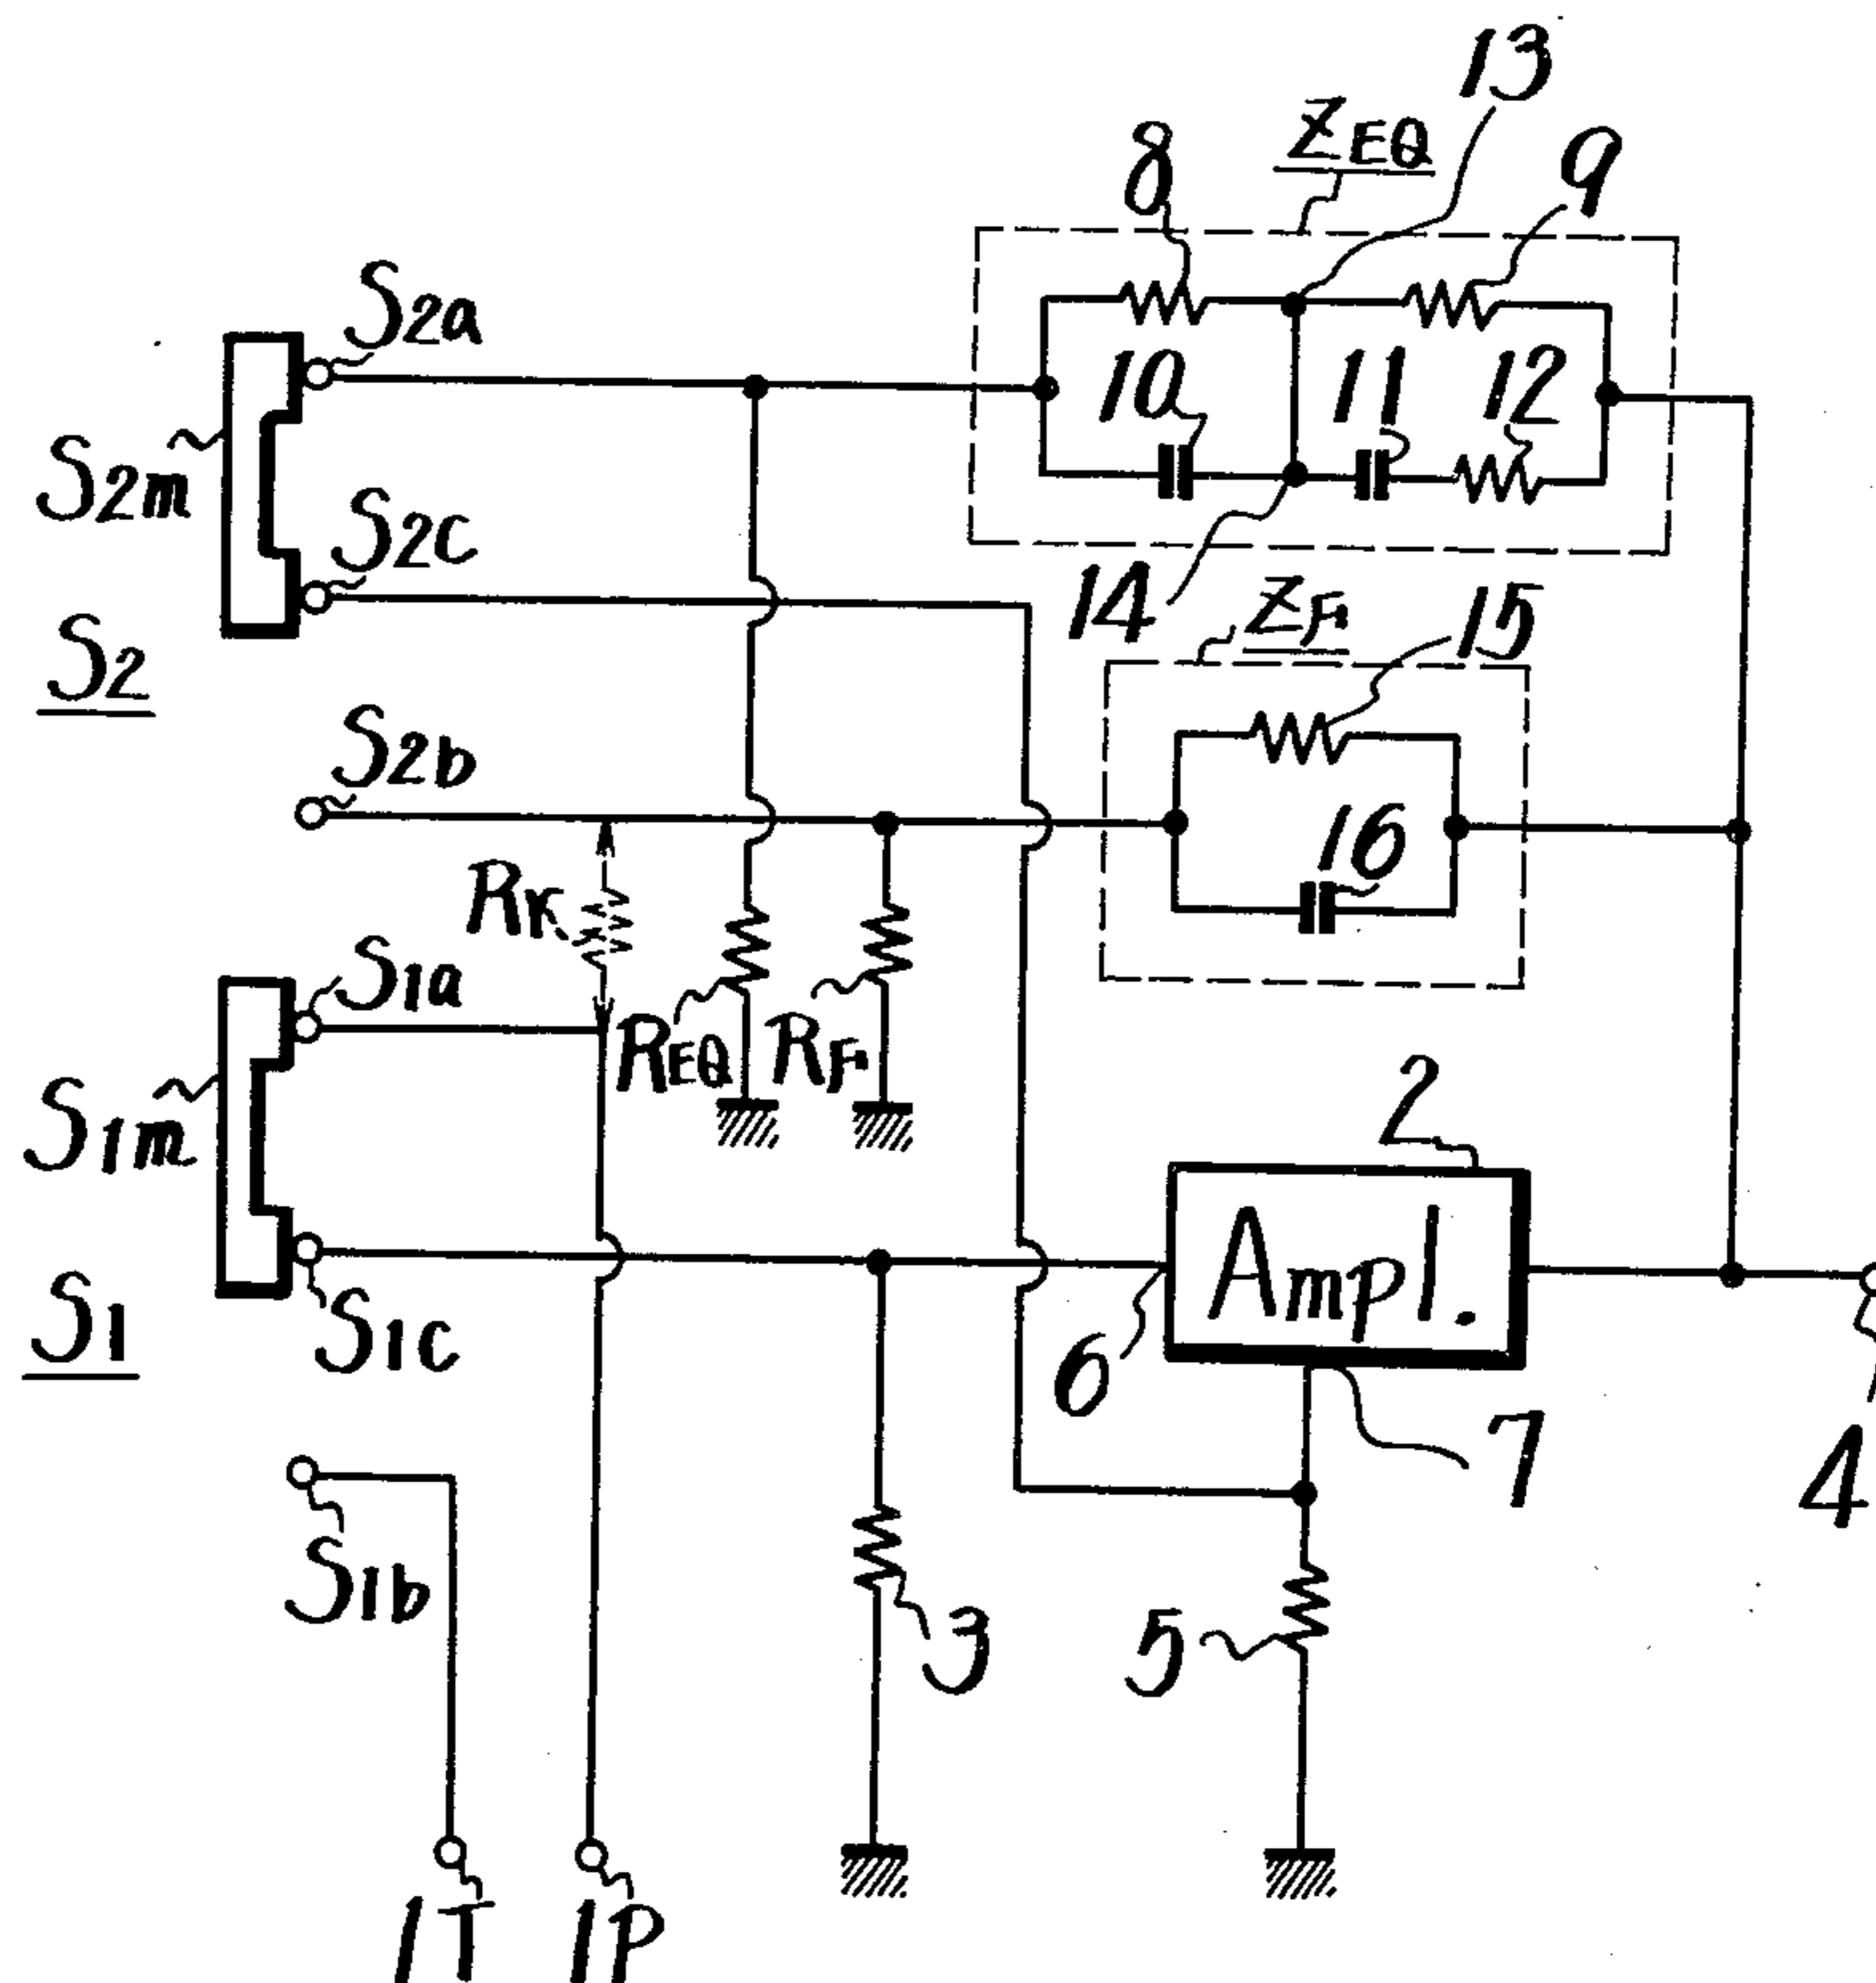 13
ZEQ
8
9
S2a
10
11
12
S2m
S2c
14
ZF
15
S2
S2b
16
RK
S1a
REQ
RF
S1m
2
Ampl.
S1
S1c
6
7
4
S1b
3
5
1T
1P